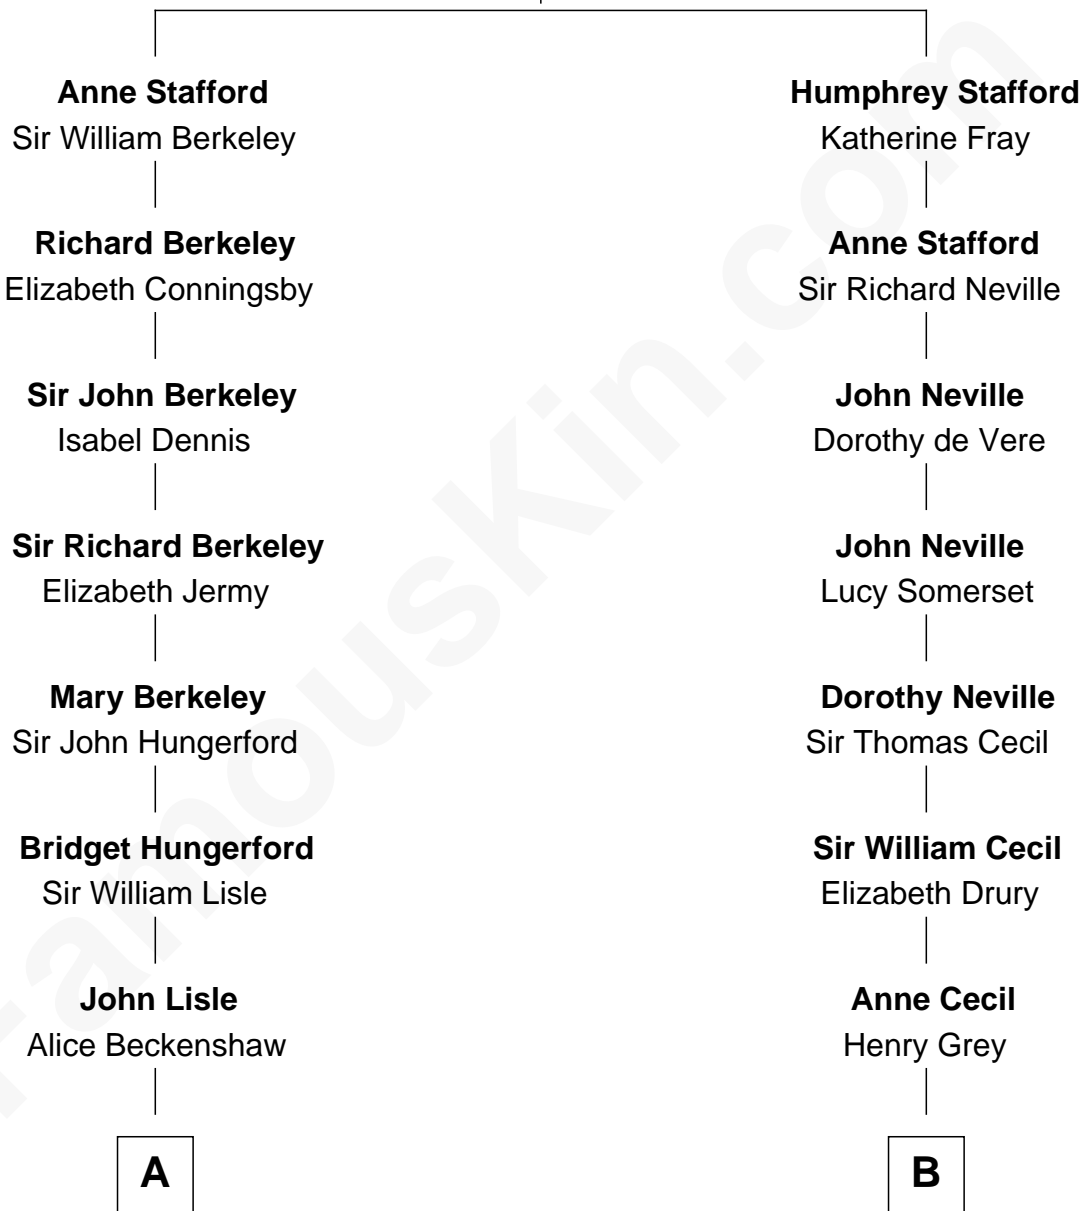 Anne Stafford
Sir William Berkeley
Humphrey Stafford
Katherine Fray
Richard Berkeley
Elizabeth Conningsby
Anne Stafford
Sir Richard Neville
Sir John Berkeley
Isabel Dennis
John Neville
Dorothy de Vere
Sir Richard Berkeley
Elizabeth Jermy
John Neville
Lucy Somerset
Mary Berkeley
Sir John Hungerford
Dorothy Neville
Sir Thomas Cecil
Bridget Hungerford
Sir William Lisle
Sir William Cecil
Elizabeth Drury
John Lisle
Alice Beckenshaw
Anne Cecil
Henry Grey
A
B
FamousKin.com